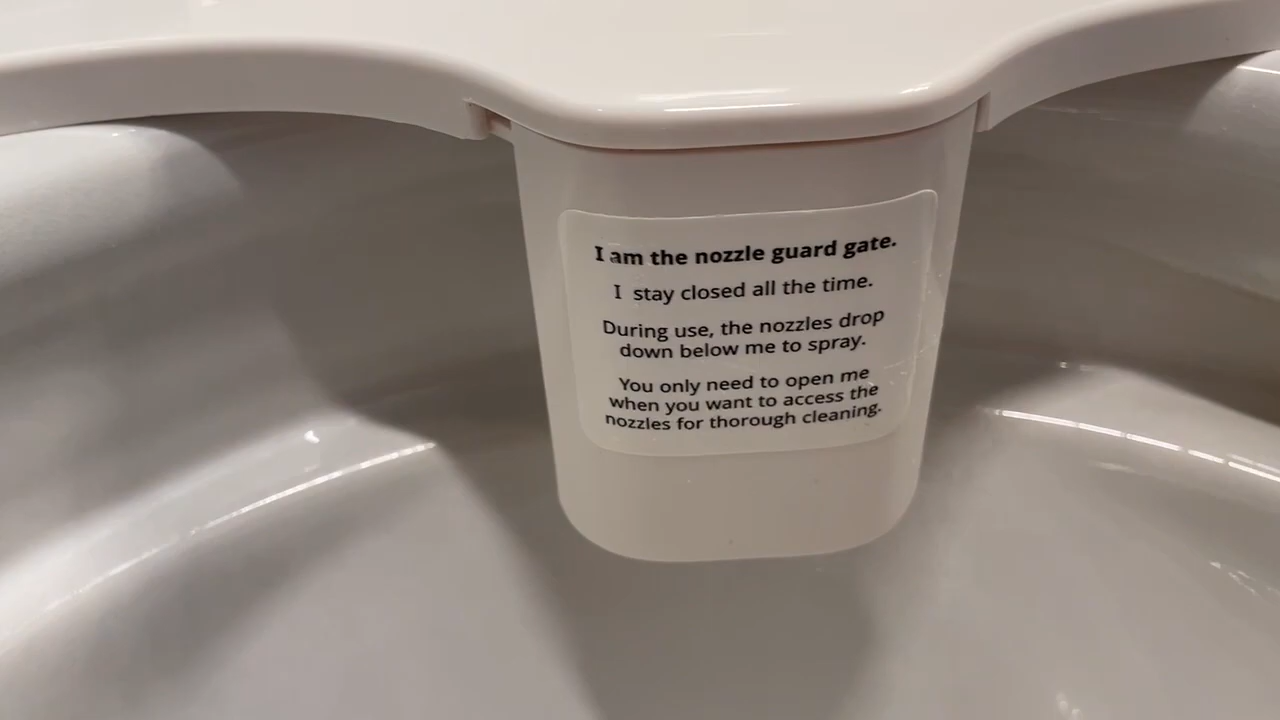 I am the nozzle guard gate.
I stay closed all the time.
During use, the nozzles drop
down below me to spray.
You only need to open me
when you want to access the
nozzles for thorough cleaning.